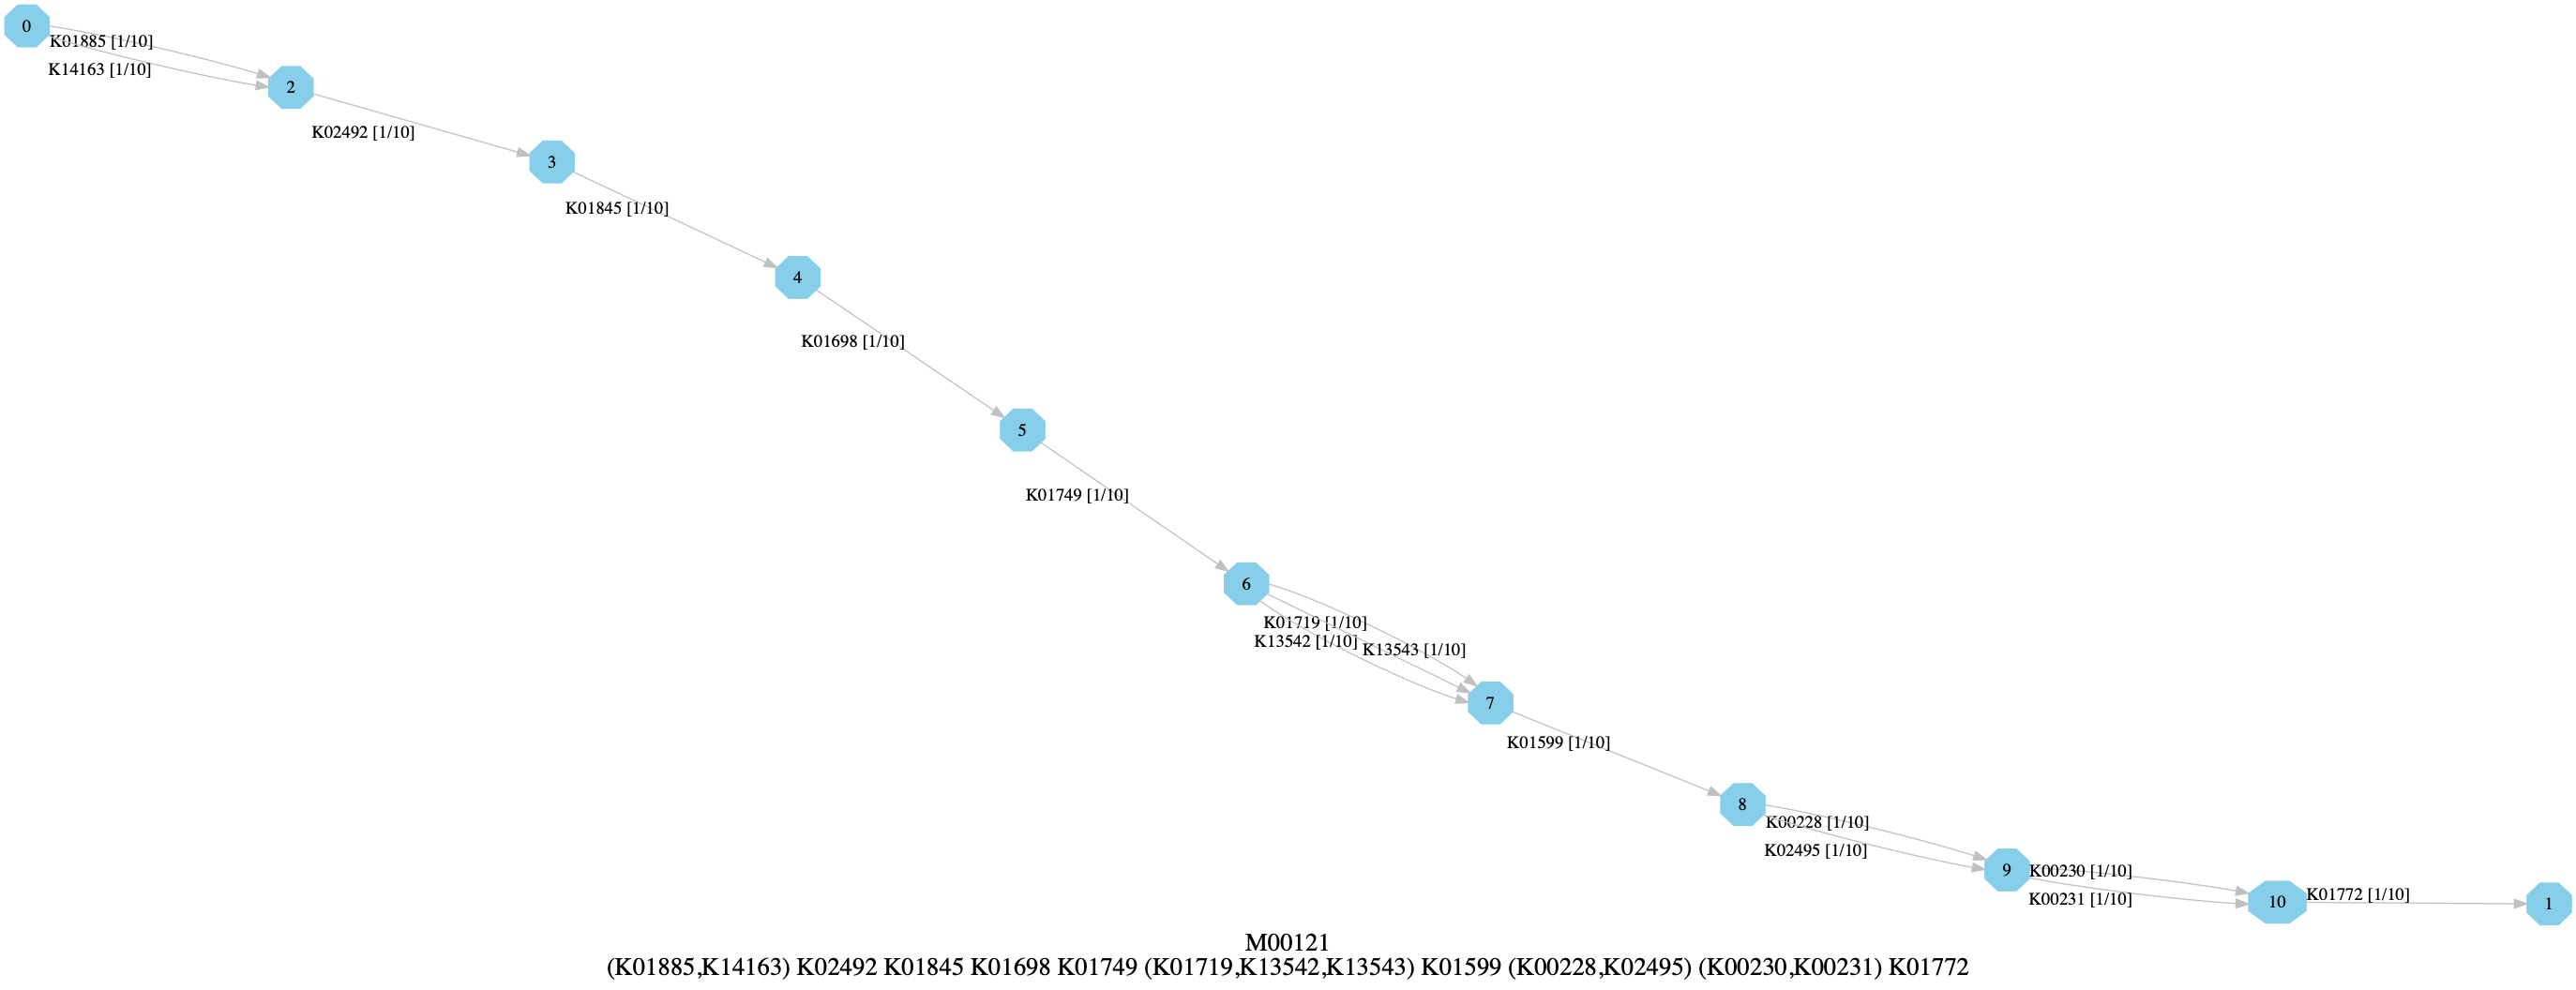 0
K01885 [1/10]
K14163 [1/10]
2
K02492 [1/10]
3
K01845 [1/10]
4
K01698 [1/10]
5
K01749 [1/10]
6
K01719 [1/10]
K13542 [1/10]
K13543 [1/10]
7
K01599 [1/10]
8
K00228 [1/10]
K02495 [1/10]
9
K00230 [1/10]
K00231 [1/10]
10
K01772 [1/10]
1
M00121
(K01885,K14163) K02492 K01845 K01698 K01749 (K01719,K13542,K13543) K01599 (K00228,K02495) (K00230,K00231) K01772